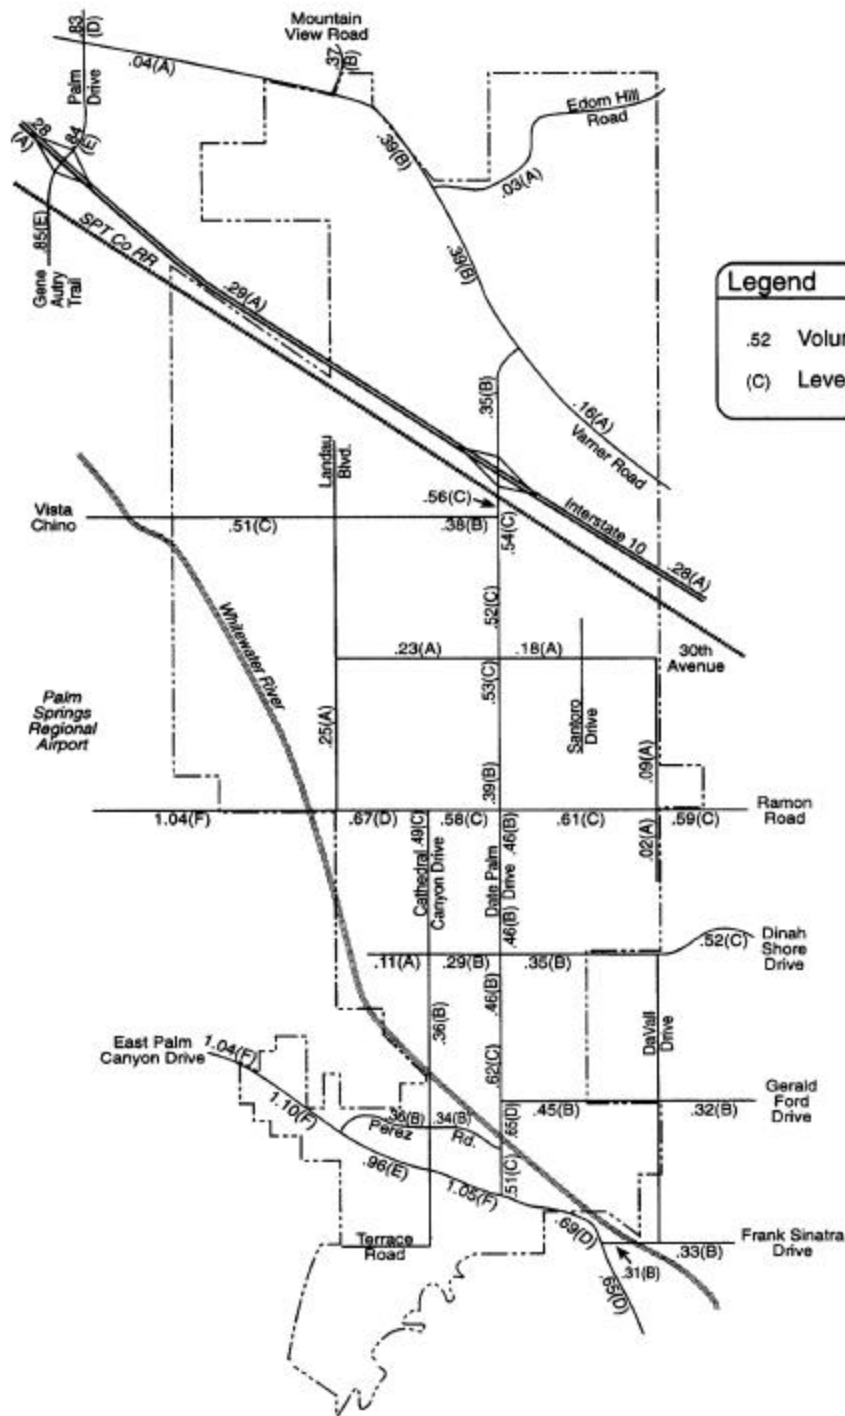 .83
(D)
Palm
Drive
.04(A)
Mountain
View Road
.37
(B)
.28
(A)
.84
(E)
.85(E)
Gene
Autry
Trail
SPT Co RR
.29(A)
.39(B)
Edom Hill
Road
.03(A)
.39(B)
Legend
.52 Volu
(C) Leve
.35(B)
.16(A)
Varner Road
Landau
Blvd.
.56(C)
Vista
Chino
.51(C)
.38(B)
.54(C)
Interstate 10
.28(A)
Whitewater River
.52(C)
.23(A)
.18(A)
30th
Avenue
.53(C)
Santoro
Drive
Palm
Springs
Regional
Airport
.25(A)
.39(B)
.09(A)
1.04(F)
.67(D)
.58(C)
.61(C)
.59(C)
Ramon
Road
.49(C)
Cathedral
Canyon Drive
.46(B)
Date Palm
Drive
.46(B)
.02(A)
.11(A)
.29(B)
.35(B)
.52(C)
Dinah
Shore
Drive
.46(B)
.36(B)
DaVall
Drive
East Palm
Canyon Drive
1.04(F)
.62(C)
1.10(F)
.36(B)
.34(B)
Perez
Rd.
.65(D)
.45(B)
.32(B)
Gerald
Ford
Drive
.96(E)
1.05(F)
.51(C)
.69(D)
Terrace
Road
.31(B)
.33(B)
Frank Sinatra
Drive
.65(D)